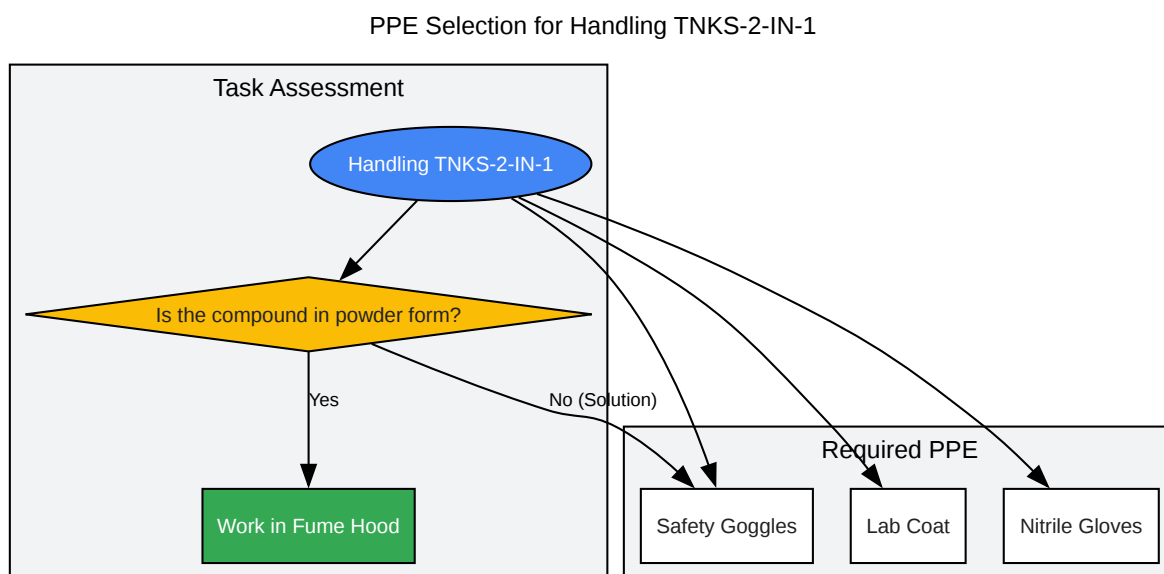 PPE Selection for Handling TNKS-2-IN-1
Task Assessment
Handling TNKS-2-IN-1
Is the compound in powder form?
Yes
No (Solution)
Work in Fume Hood
Required PPE
Safety Goggles
Lab Coat
Nitrile Gloves